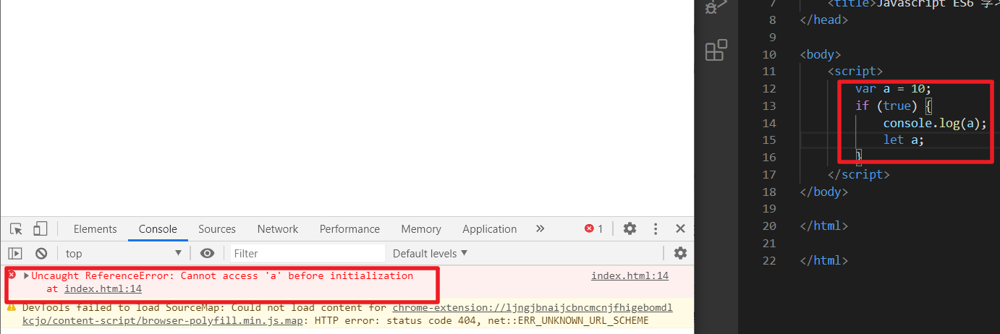 Elements Console Sources Network Performance Memory Application 1
top Filter Default levels
Uncaught ReferenceError: Cannot access 'a' before initialization index.html:14
at index.html:14
DevTools failed to load SourceMap: Could not load content for chrome-extension://ljngjbnaijcbncmcnjfhigebomdl
kcjo/content-script/browser-polyfill.min.js.map: HTTP error: status code 404, net::ERR_UNKNOWN_URL_SCHEME
7 <title>Javascript ES6 学
8 </head>
9
10 <body>
11 <script>
12 var a = 10;
13 if (true) {
14 console.log(a);
15 let a;
16 }
17 </script>
18 </body>
19
20 </html>
21
22 </html>